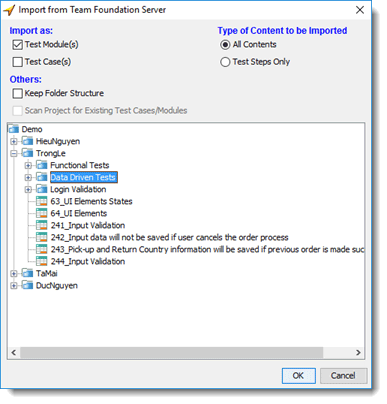 Import from Team Foundation Server
Import as:
Type of Content to be Imported
Test Module(s)
All Contents
Test Case(s)
Test Steps Only
Others:
Keep Folder Structure
Scan Project for Existing Test Cases/Modules
Demo
HieuNguyen
TrongLe
Functional Tests
Data Driven Tests
Login Validation
63_UI Elements States
64_UI Elements
241_Input Validation
242_Input data will not be saved if user cancels the order process
243_Pick-up and Return Country information will be saved if previous order is made suc
244_Input Validation
TaMai
DucNguyen
OK
Cancel